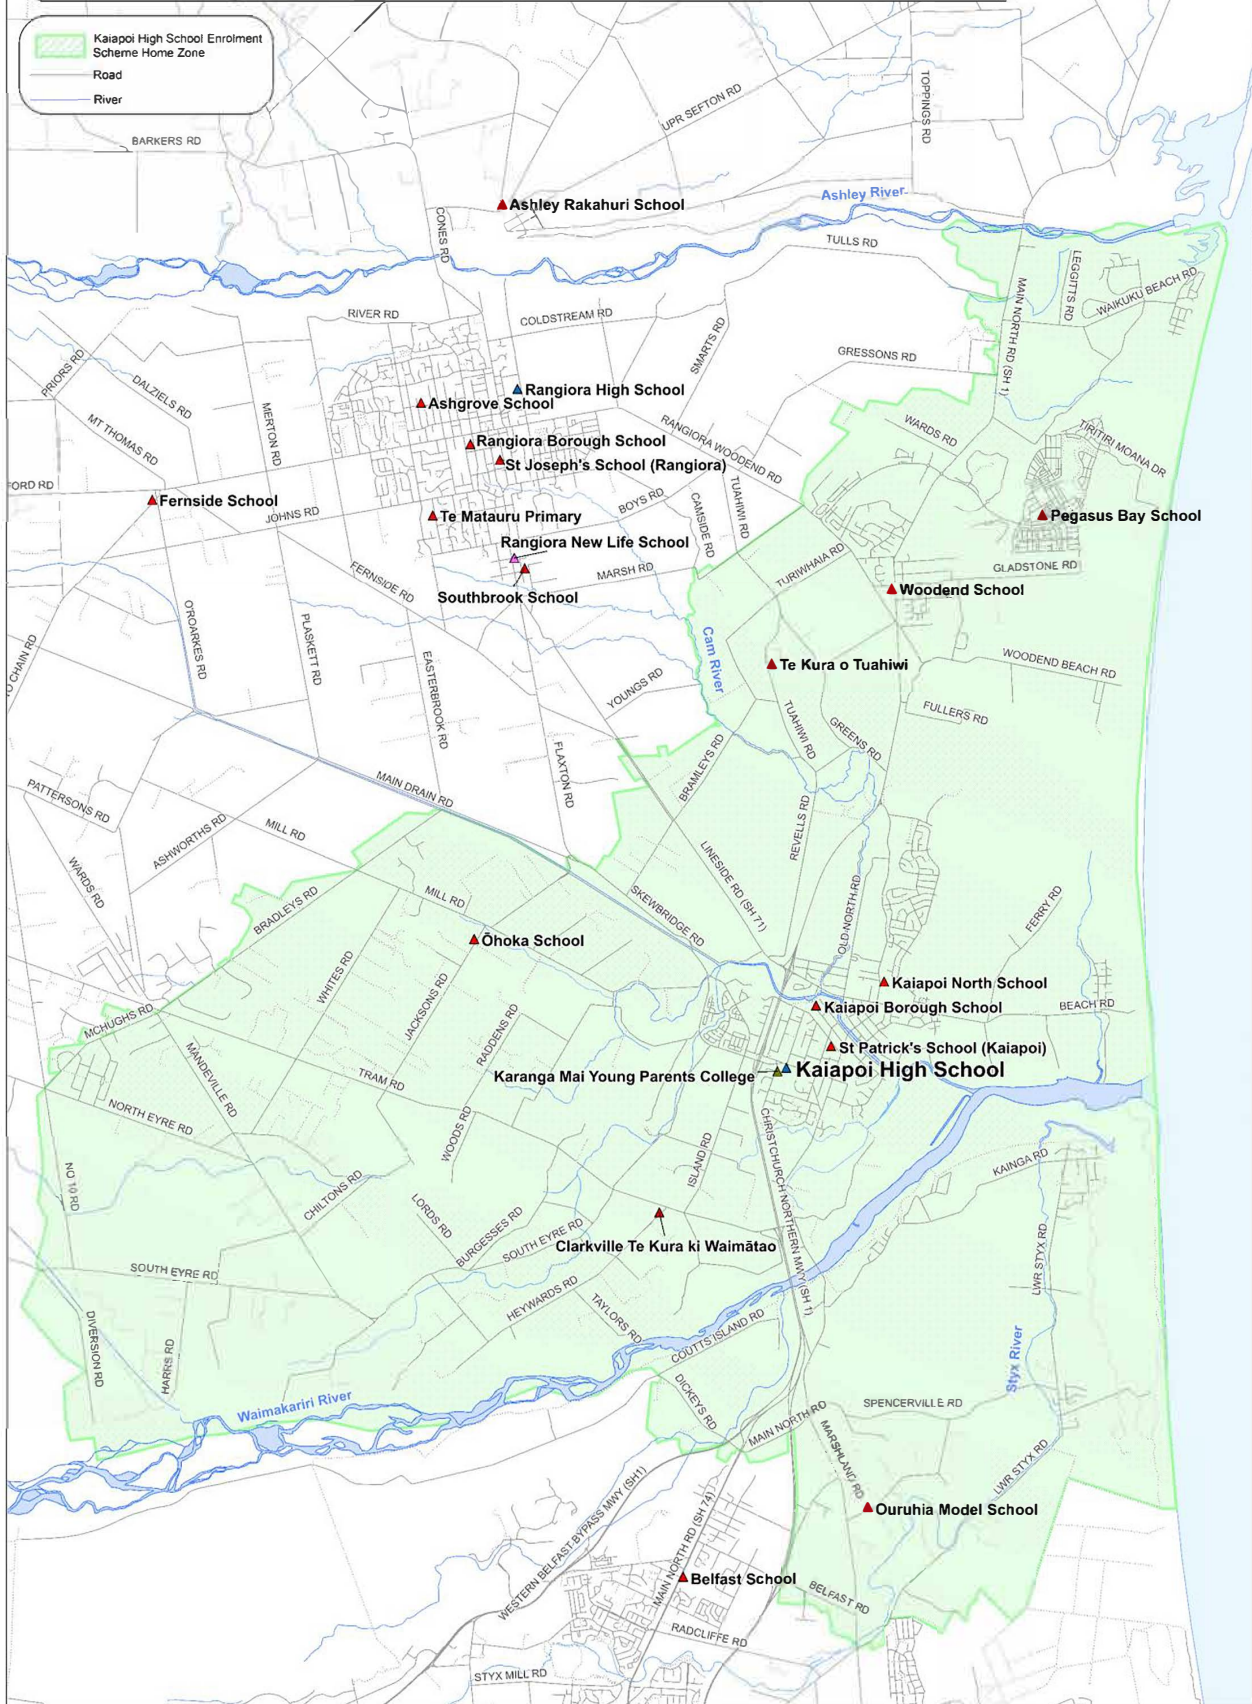 Kaiapoi High School Enrolment
Scheme Home Zone
Road
River
BARKERS RD
UPR SEFTON RD
TOPPINGS RD
Ashley River
Ashley Rakahuri School
CONES RD
TULLS RD
LEGGITTS RD
WAIKUKU BEACH RD
MAIN NORTH RD (SH 1)
RIVER RD
COLDSTREAM RD
SMARTS RD
GRESSONS RD
PRIORS RD
DALZIELS RD
MERTON RD
Rangiora High School
Ashgrove School
MT THOMAS RD
RANGIORA WOODEND RD
WARDS RD
TIRITIRI MOANA DR
Rangiora Borough School
St Joseph's School (Rangiora)
FORD RD
Fernside School
BOYS RD
CAMSIDE RD
TUAHIWI RD
JOHNS RD
Te Matauru Primary
Pegasus Bay School
Rangiora New Life School
FERNSIDE RD
MARSH RD
TURIWHAIA RD
GLADSTONE RD
Southbrook School
Woodend School
O'ROARKES RD
PLASKETT RD
EASTERBROOK RD
Cam River
Te Kura o Tuahiwi
WOODEND BEACH RD
O CHAIN RD
YOUNGS RD
TUAHIWI RD
GREENS RD
FULLERS RD
FLAXTON RD
BRAMLEYS RD
MAIN DRAIN RD
PATTERSONS RD
ASHWORTHS RD
MILL RD
REVELLS RD
LINESIDE RD (SH 71)
WARDS RD
BRADLEYS RD
MILL RD
SKEWBRIDGE RD
OLD NORTH RD
FERRY RD
Ōhoka School
WHITES RD
JACKSONS RD
Kaiapoi North School
MCHUGHS RD
RADDENS RD
Kaiapoi Borough School
BEACH RD
MANDEVILLE RD
St Patrick's School (Kaiapoi)
TRAM RD
Karanga Mai Young Parents College
Kaiapoi High School
NORTH EYRE RD
WOODS RD
ISLAND RD
CHRISTCHURCH NORTHERN MWY (SH 1)
KAINGA RD
NO 10 RD
CHILTONS RD
LORDS RD
BURGESSES RD
SOUTH EYRE RD
Clarkville Te Kura ki Waimātao
LWR STYX RD
SOUTH EYRE RD
HEYWARDS RD
TAYLORS RD
DIVERSION RD
HARRS RD
COUTTS ISLAND RD
Styx River
Waimakariri River
DICKEYS RD
MAIN NORTH RD
SPENCERVILLE RD
MARSHLAND RD
LWR STYX RD
WESTERN BELFAST BYPASS MWY (SH1)
MAIN NORTH RD (SH 74)
Ouruhia Model School
Belfast School
BELFAST RD
RADCLIFFE RD
STYX MILL RD